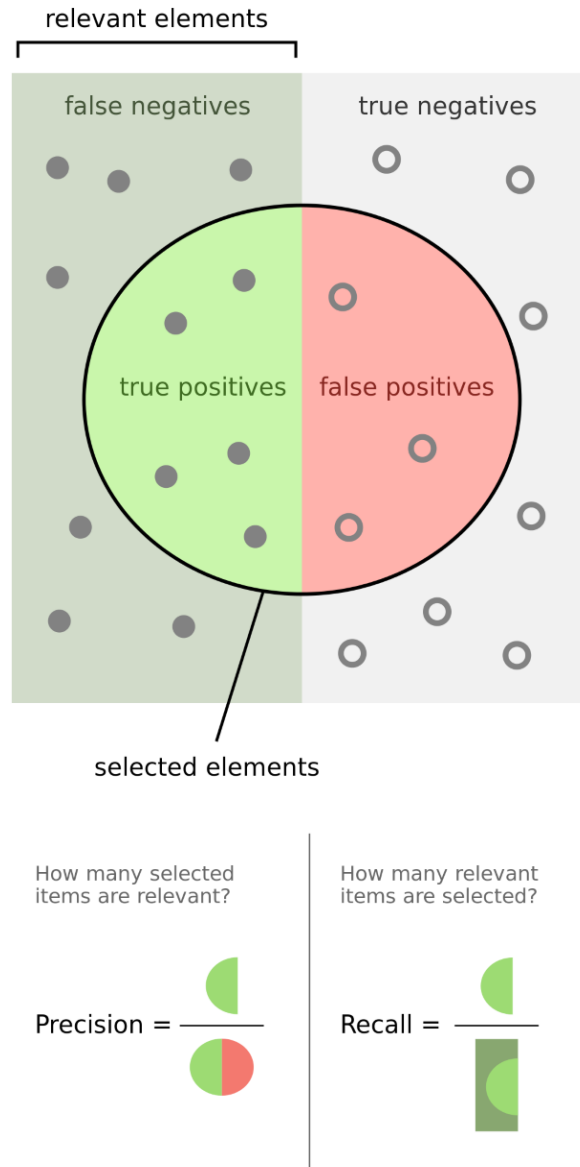 relevant elements
false negatives
true negatives
true positives
false positives
selected elements
How many selected
items are relevant?
Precision =
How many relevant
items are selected?
Recall =